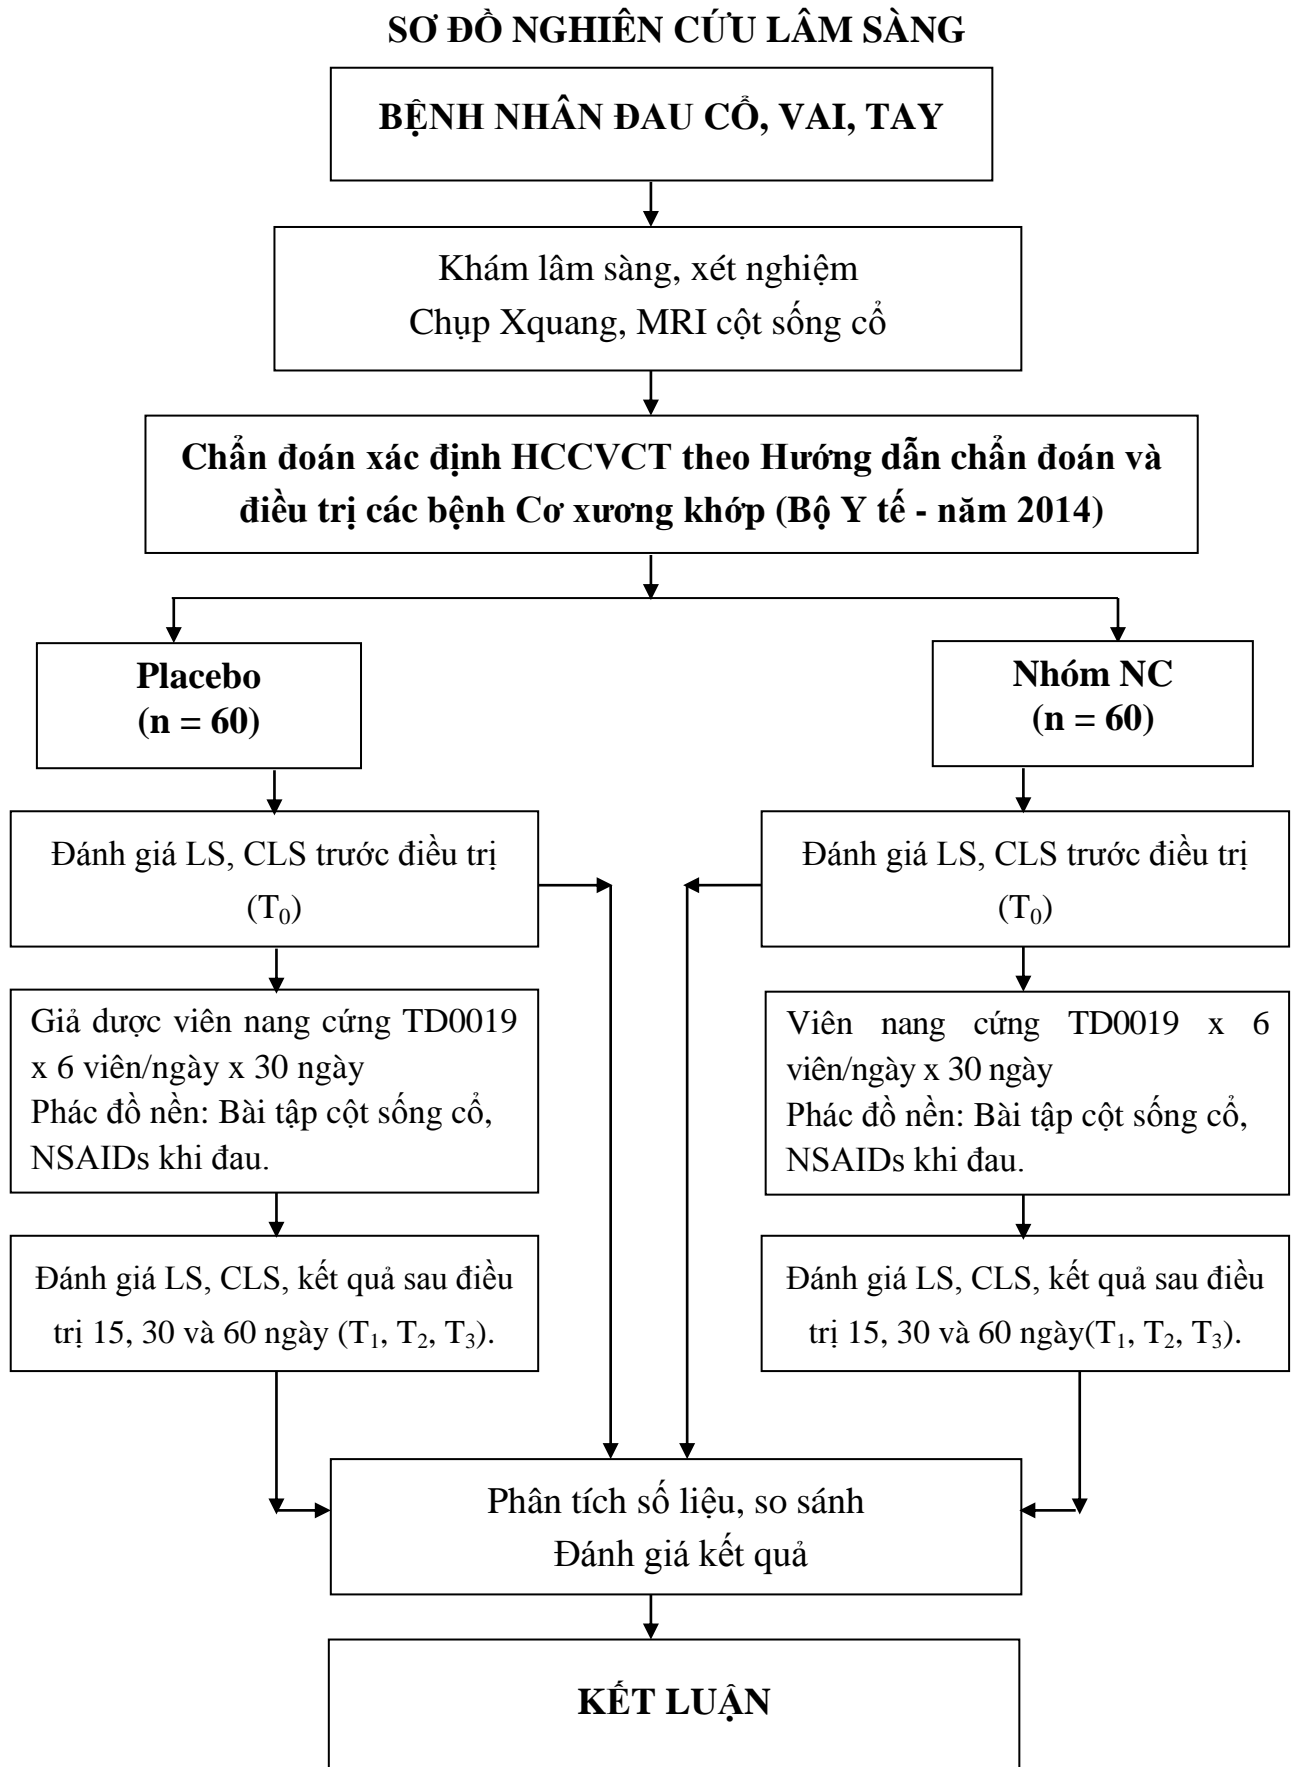 SƠ ĐỒ NGHIÊN CỨU LÂM SÀNG
BỆNH NHÂN ĐAU CỔ, VAI, TAY
Khám lâm sàng, xét nghiệm
Chụp Xquang, MRI cột sống cổ
Chẩn đoán xác định HCCVCT theo Hướng dẫn chẩn đoán và
điều trị các bệnh Cơ xương khớp (Bộ Y tế - năm 2014)
Placebo
(n = 60)
Nhóm NC
(n = 60)
Đánh giá LS, CLS trước điều trị
(T₀)
Đánh giá LS, CLS trước điều trị
(T₀)
Giả dược viên nang cứng TD0019
x 6 viên/ngày x 30 ngày
Phác đồ nền: Bài tập cột sống cổ,
NSAIDs khi đau.
Viên nang cứng TD0019 x 6
viên/ngày x 30 ngày
Phác đồ nền: Bài tập cột sống cổ,
NSAIDs khi đau.
Đánh giá LS, CLS, kết quả sau điều
trị 15, 30 và 60 ngày (T₁, T₂, T₃).
Đánh giá LS, CLS, kết quả sau điều
trị 15, 30 và 60 ngày(T₁, T₂, T₃).
Phân tích số liệu, so sánh
Đánh giá kết quả
KẾT LUẬN